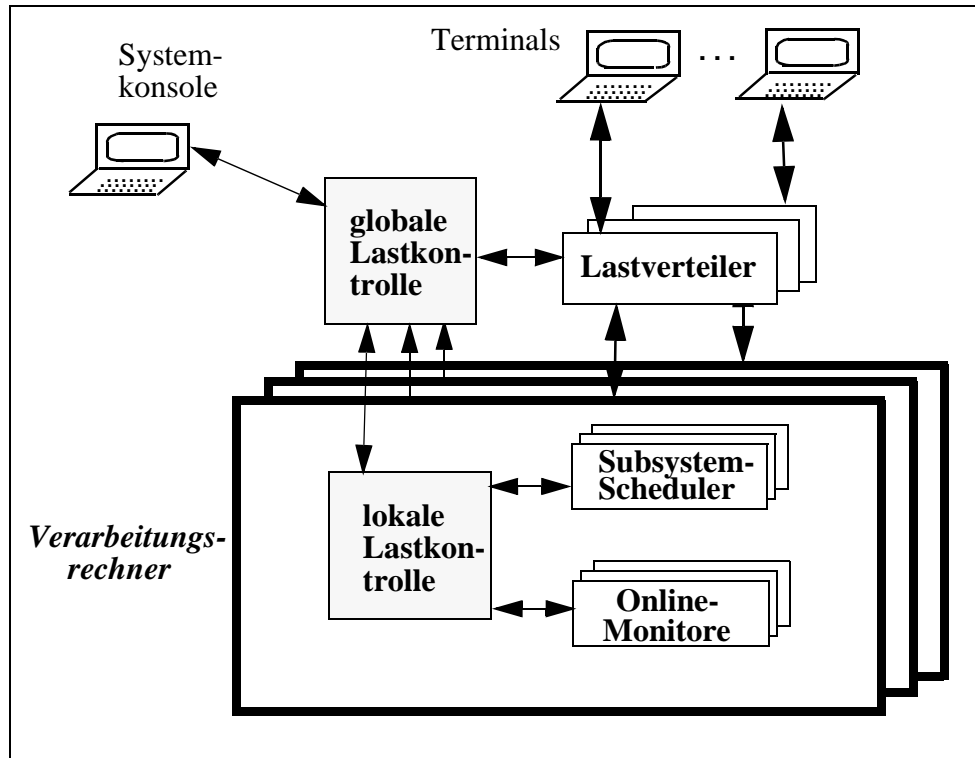 System-
konsole
Terminals
. . .
globale
Lastkon-
trolle
Lastverteiler
Verarbeitungs-
rechner
lokale
Lastkon-
trolle
Subsystem-
Scheduler
Online-
Monitore